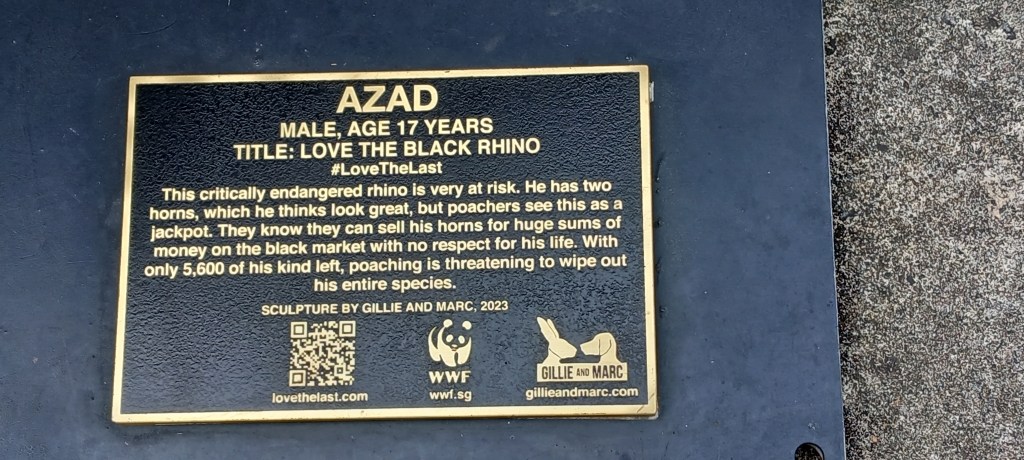 AZAD
MALE, AGE 17 YEARS
TITLE: LOVE THE BLACK RHINO
#LoveTheLast
This critically endangered rhino is very at risk. He has two
horns, which he thinks look great, but poachers see this as a
jackpot. They know they can sell his horns for huge sums of
money on the black market with no respect for his life. With
only 5,600 of his kind left, poaching is threatening to wipe out
his entire species.
SCULPTURE BY GILLIE AND MARC, 2023
WWF
GILLIE AND MARC
lovethelast.com
wwf.sg
gillieandmarc.com